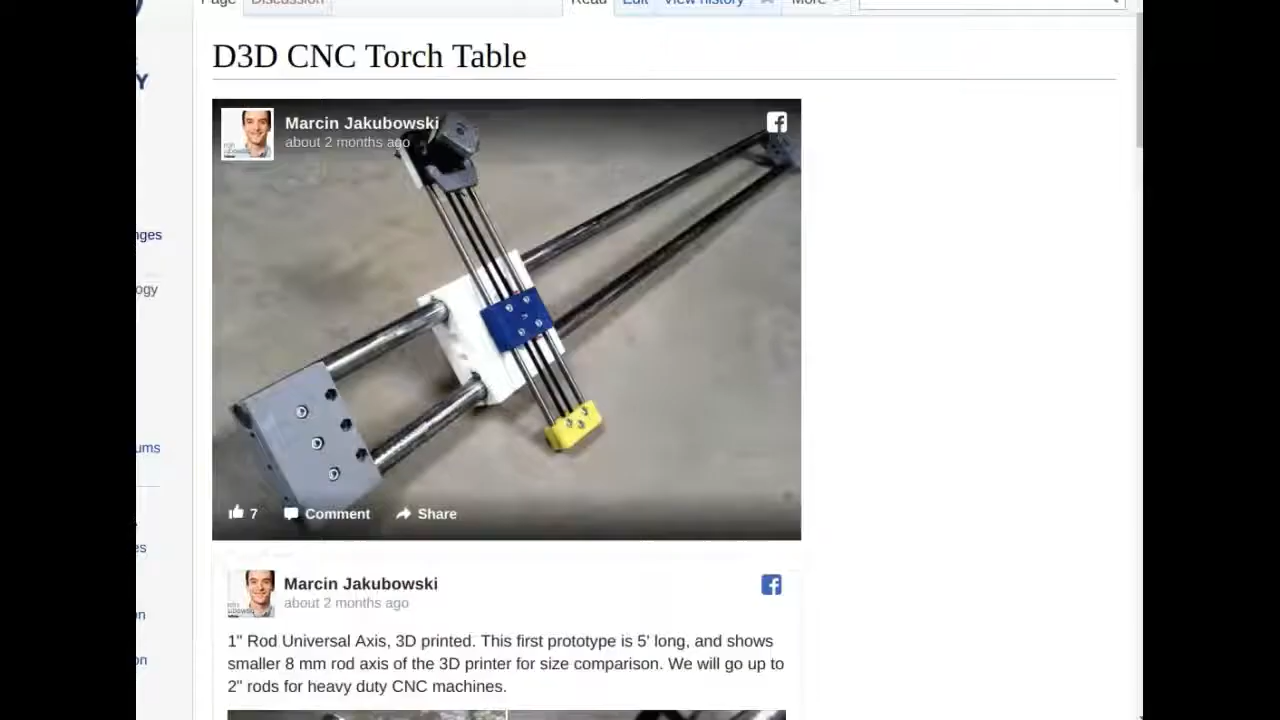 Page Discussion Read Edit View history More
D3D CNC Torch Table
Y
Marcin Jakubowski
about 2 months ago
nges
ogy
ums
es
on
on
7 Comment Share
Marcin Jakubowski
about 2 months ago
1" Rod Universal Axis, 3D printed. This first prototype is 5' long, and shows
smaller 8 mm rod axis of the 3D printer for size comparison. We will go up to
2" rods for heavy duty CNC machines.